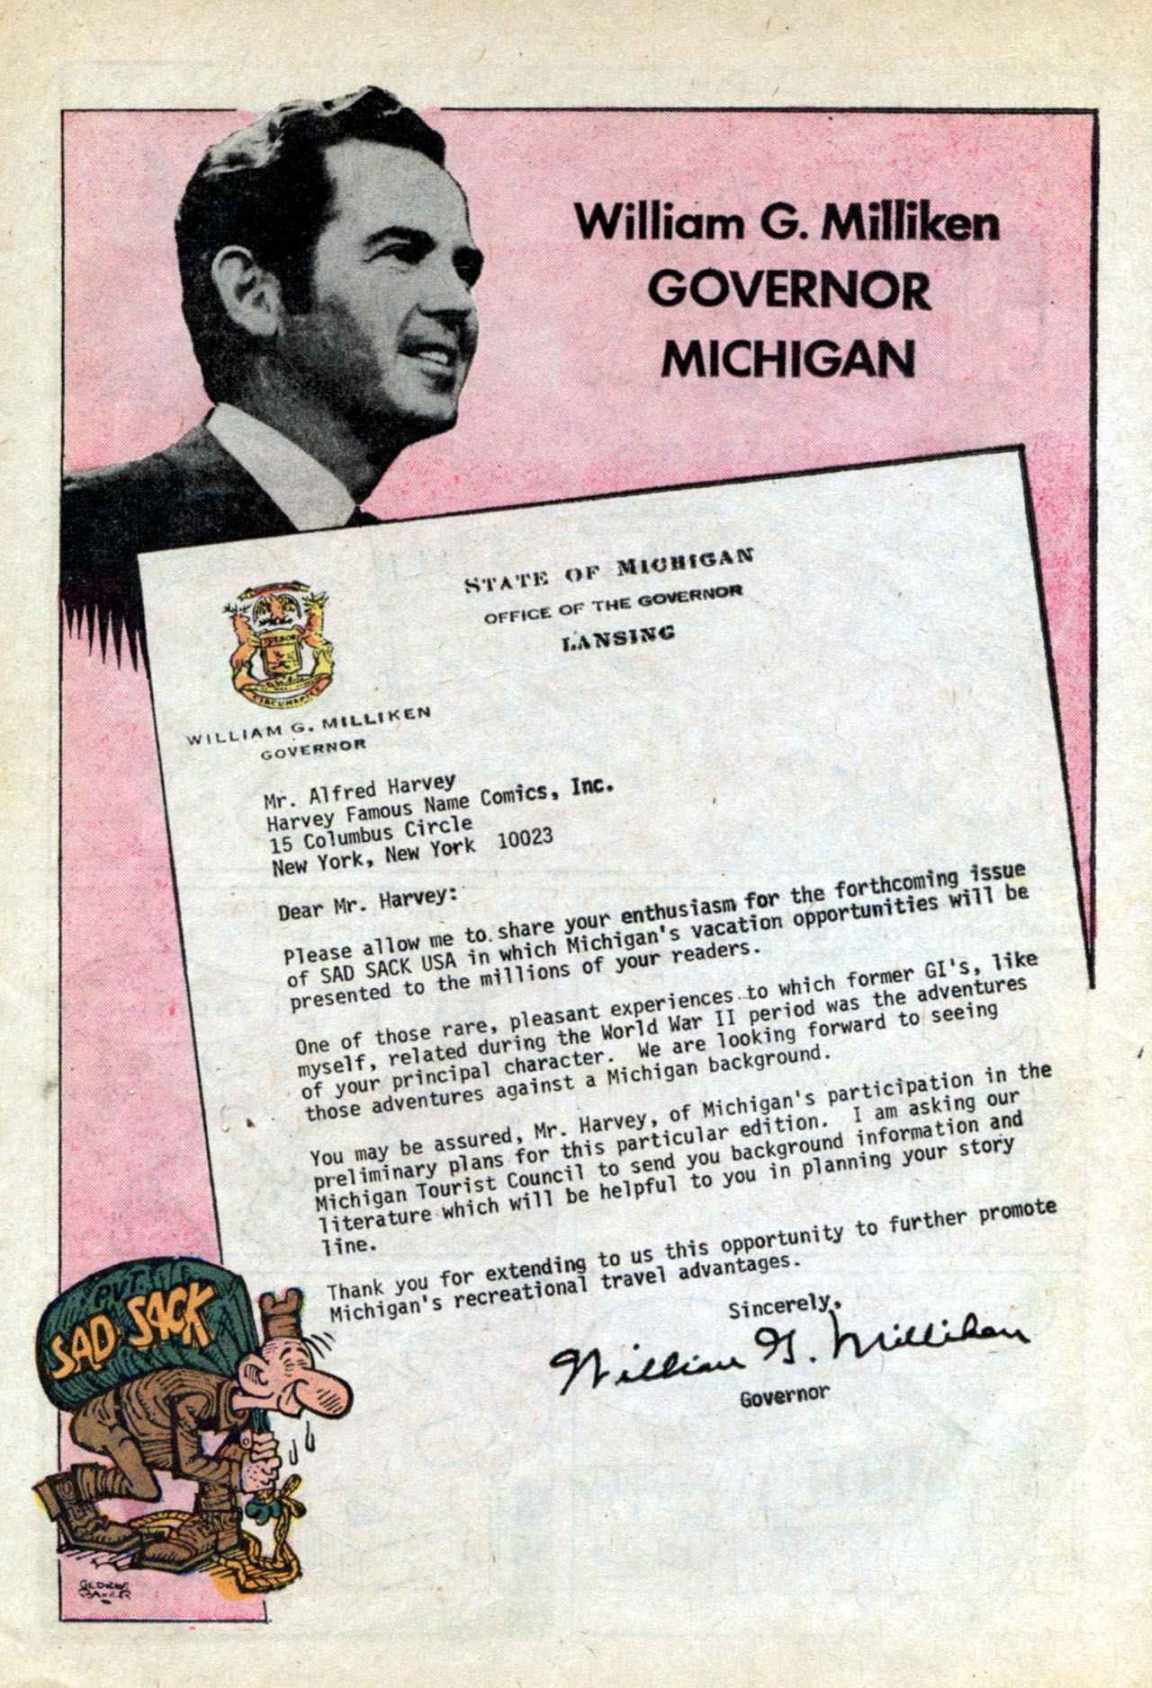 William G. Milliken
GOVERNOR
MICHIGAN
STATE OF MICHIGAN
OFFICE OF THE GOVERNOR
LANSING
WILLIAM G. MILLIKEN
GOVERNOR
Mr. Alfred Harvey
Harvey Famous Name Comics, Inc.
15 Columbus Circle
New York, New York 10023
Dear Mr. Harvey:
Please allow me to share your enthusiasm for the forthcoming issue
of SAD SACK USA in which Michigan's vacation opportunities will be
presented to the millions of your readers.
One of those rare, pleasant experiences to which former GI's, like
myself, related during the World War II period was the adventures
of your principal character. We are looking forward to seeing
those adventures against a Michigan background.
You may be assured, Mr. Harvey, of Michigan's participation in the
preliminary plans for this particular edition. I am asking our
Michigan Tourist Council to send you background information and
literature which will be helpful to you in planning your story
line.
Thank you for extending to us this opportunity to further promote
Michigan's recreational travel advantages.
Sincerely,
William G. Milliken
Governor
PVT.
SAD SACK
GEORGE
BAKER